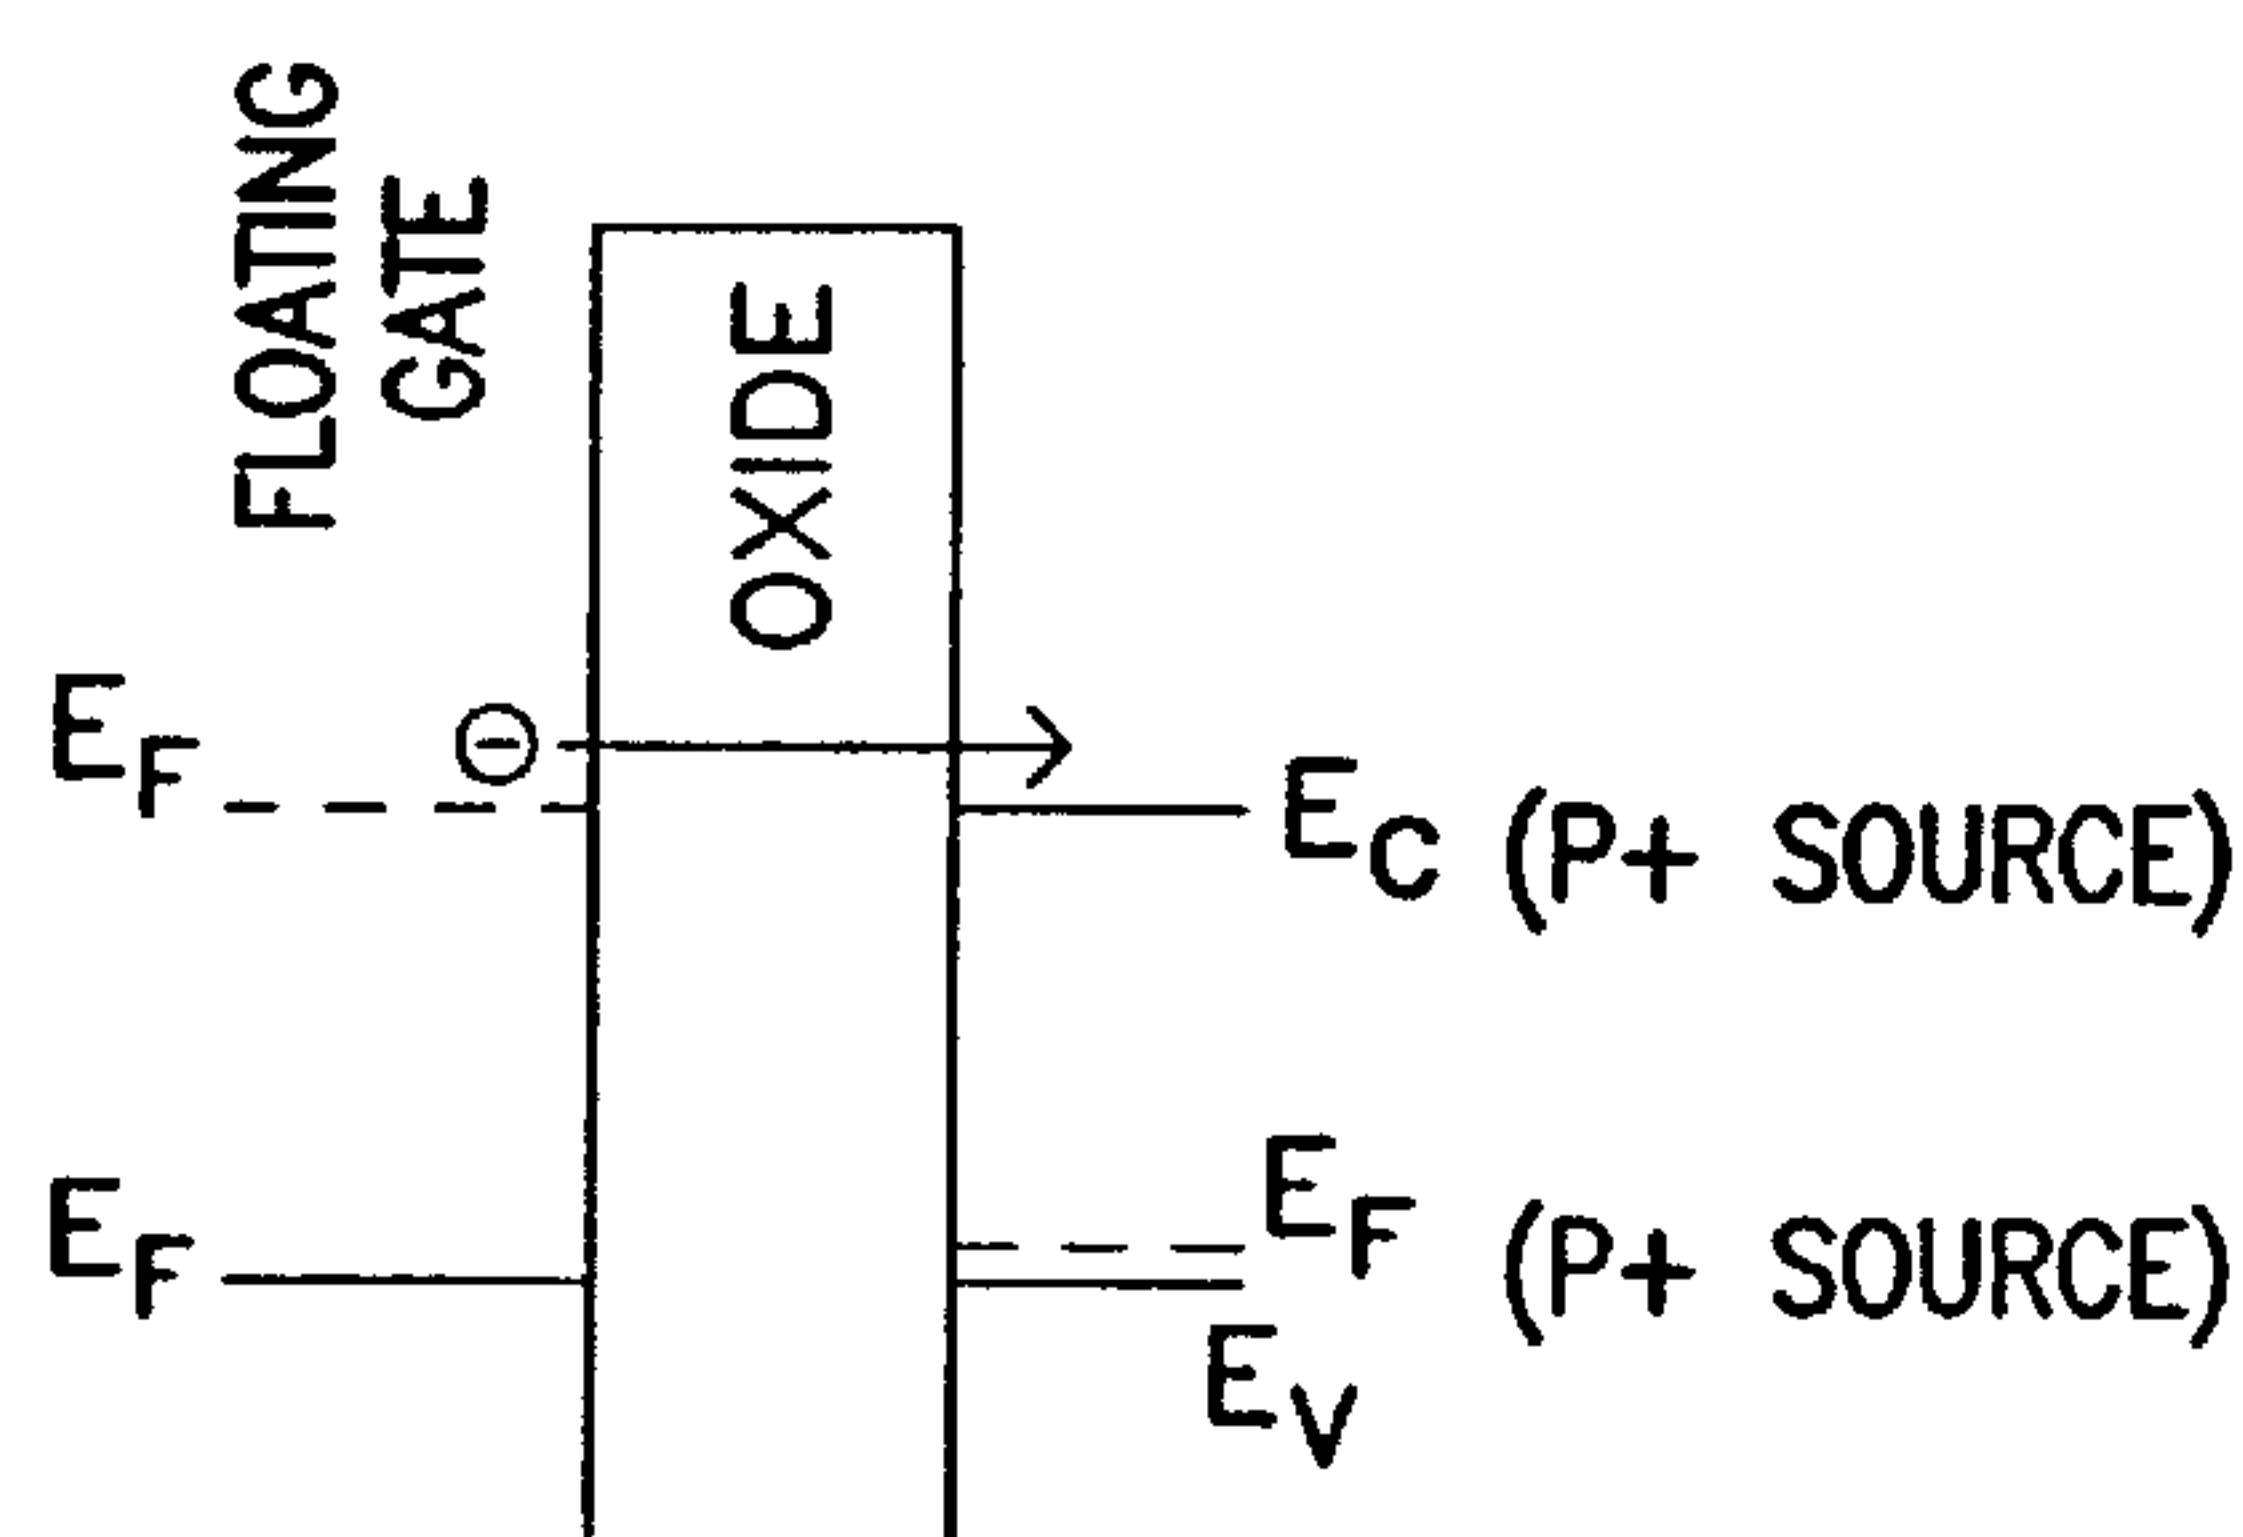 FLOATING
GATE
OXIDE
EF
⊖
EC (P+ SOURCE)
EF (P+ SOURCE)
EF
EV